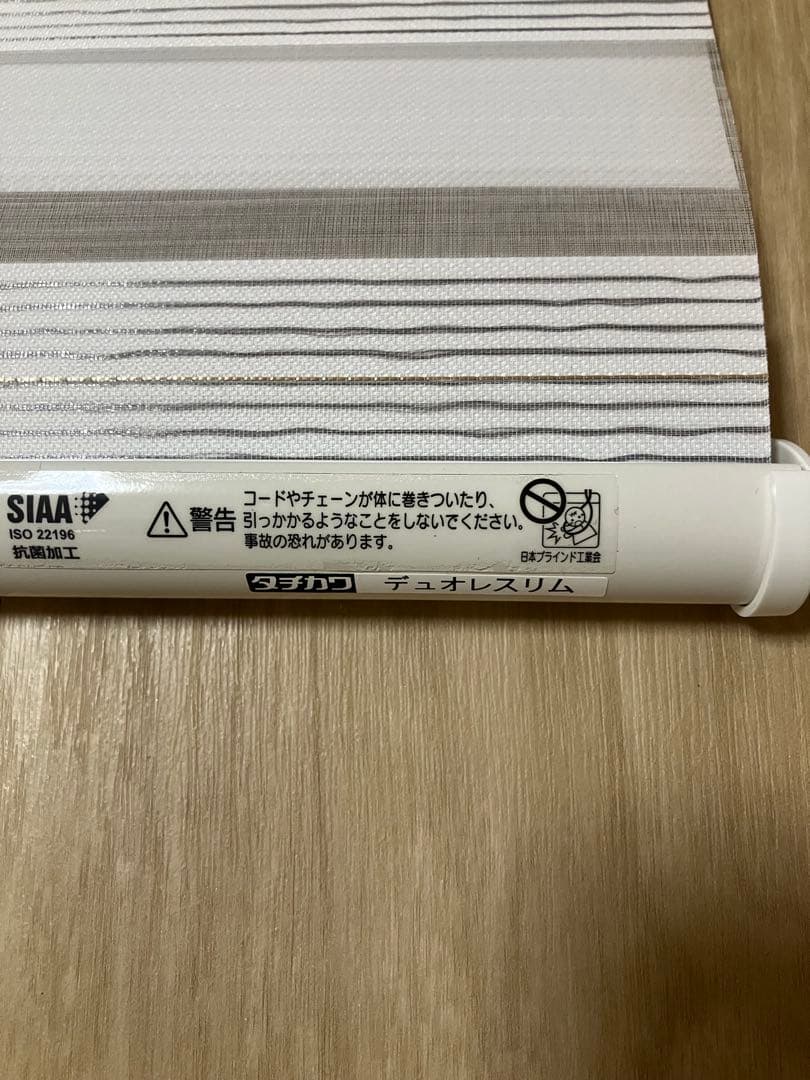 SIAA
ISO 22196
抗菌加工
警告
コードやチェーンが体に巻きついたり、
引っかかるようなことをしないでください。
事故の恐れがあります。
日本ブラインド工業会
タチカワ デュオレスリム